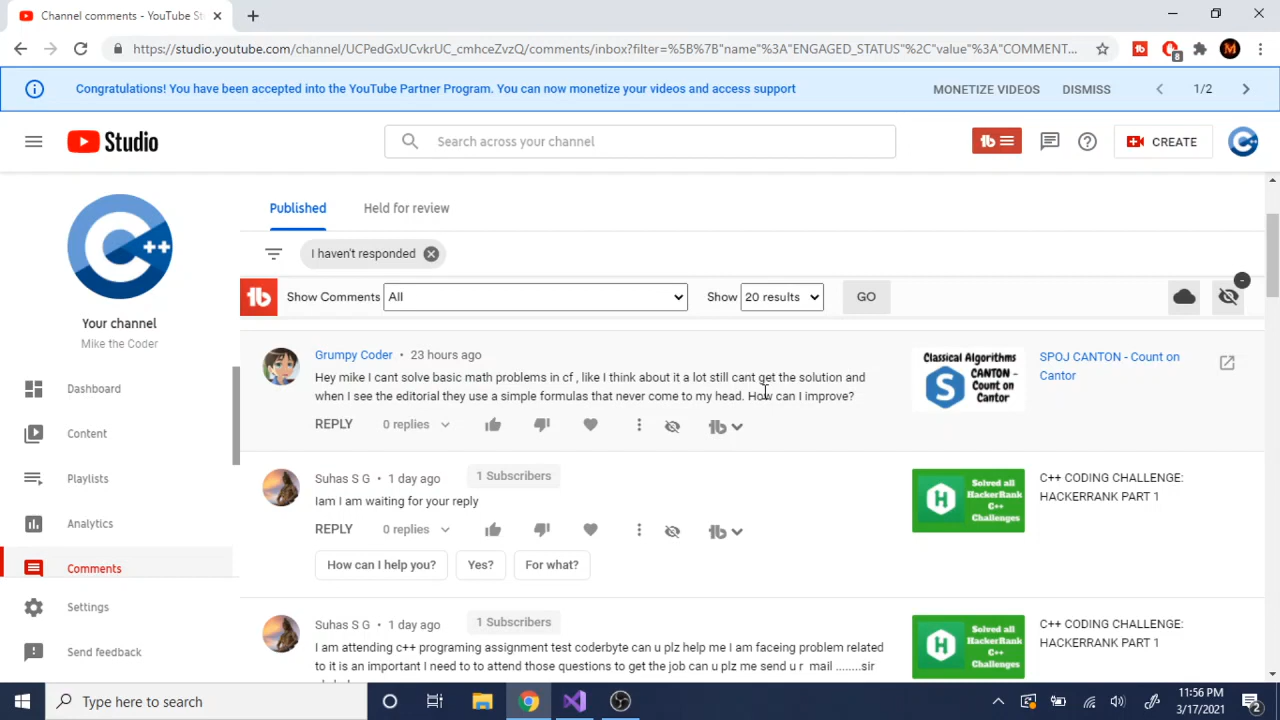 Channel comments - YouTube St
https://studio.youtube.com/channel/UCPedGxUCvkrUC_cmhceZvzQ/comments/inbox?filter=%5B%7B"name"%3A"ENGAGED_STATUS"%2C"value"%3A"COMMENT...
M
8
Congratulations! You have been accepted into the YouTube Partner Program. You can now monetize your videos and access support
MONETIZE VIDEOS
DISMISS
1/2
Studio
Search across your channel
tb
CREATE
C++
Published
Held for review
C++
I haven't responded
tb
Show Comments
All
Show
20 results
GO
-
Your channel
Mike the Coder
Dashboard
Content
Playlists
Analytics
Comments
Settings
Send feedback
Grumpy Coder • 23 hours ago
Hey mike I cant solve basic math problems in cf , like I think about it a lot still cant get the solution and
when I see the editorial they use a simple formulas that never come to my head. How can I improve?
REPLY
0 replies
tb
Classical Algorithms
CANTON -
Count on
Cantor
S
SPOJ CANTON - Count on
Cantor
Suhas S G • 1 day ago
1 Subscribers
Iam I am waiting for your reply
REPLY
0 replies
tb
How can I help you?
Yes?
For what?
H
Solved all
HackerRank
C++
Challenges
C++ CODING CHALLENGE:
HACKERRANK PART 1
Suhas S G • 1 day ago
1 Subscribers
I am attending c++ programing assignment test coderbyte can u plz help me I am faceing problem related
to it is an important I need to to attend those questions to get the job can u plz me send u r mail ........sir
H
Solved all
HackerRank
C++
Challenges
C++ CODING CHALLENGE:
HACKERRANK PART 1
Type here to search
11:56 PM
3/17/2021
2